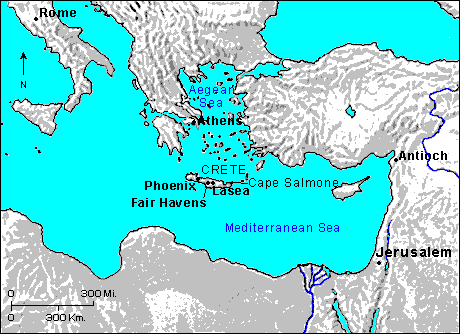 Rome
N
Aegean
Sea
Athens
Antioch
CRETE
Phoenix
Cape Salmone
Lasea
Fair Havens
Mediterranean Sea
Jerusalem
0 300 Mi.
0 300 Km.